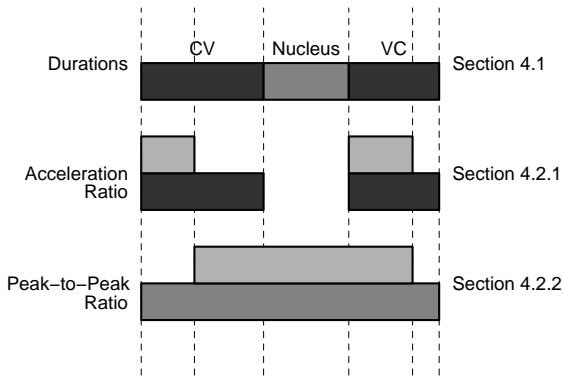 CV Nucleus VC
Durations Section 4.1
Acceleration
Ratio Section 4.2.1
Peak−to−Peak
Ratio Section 4.2.2